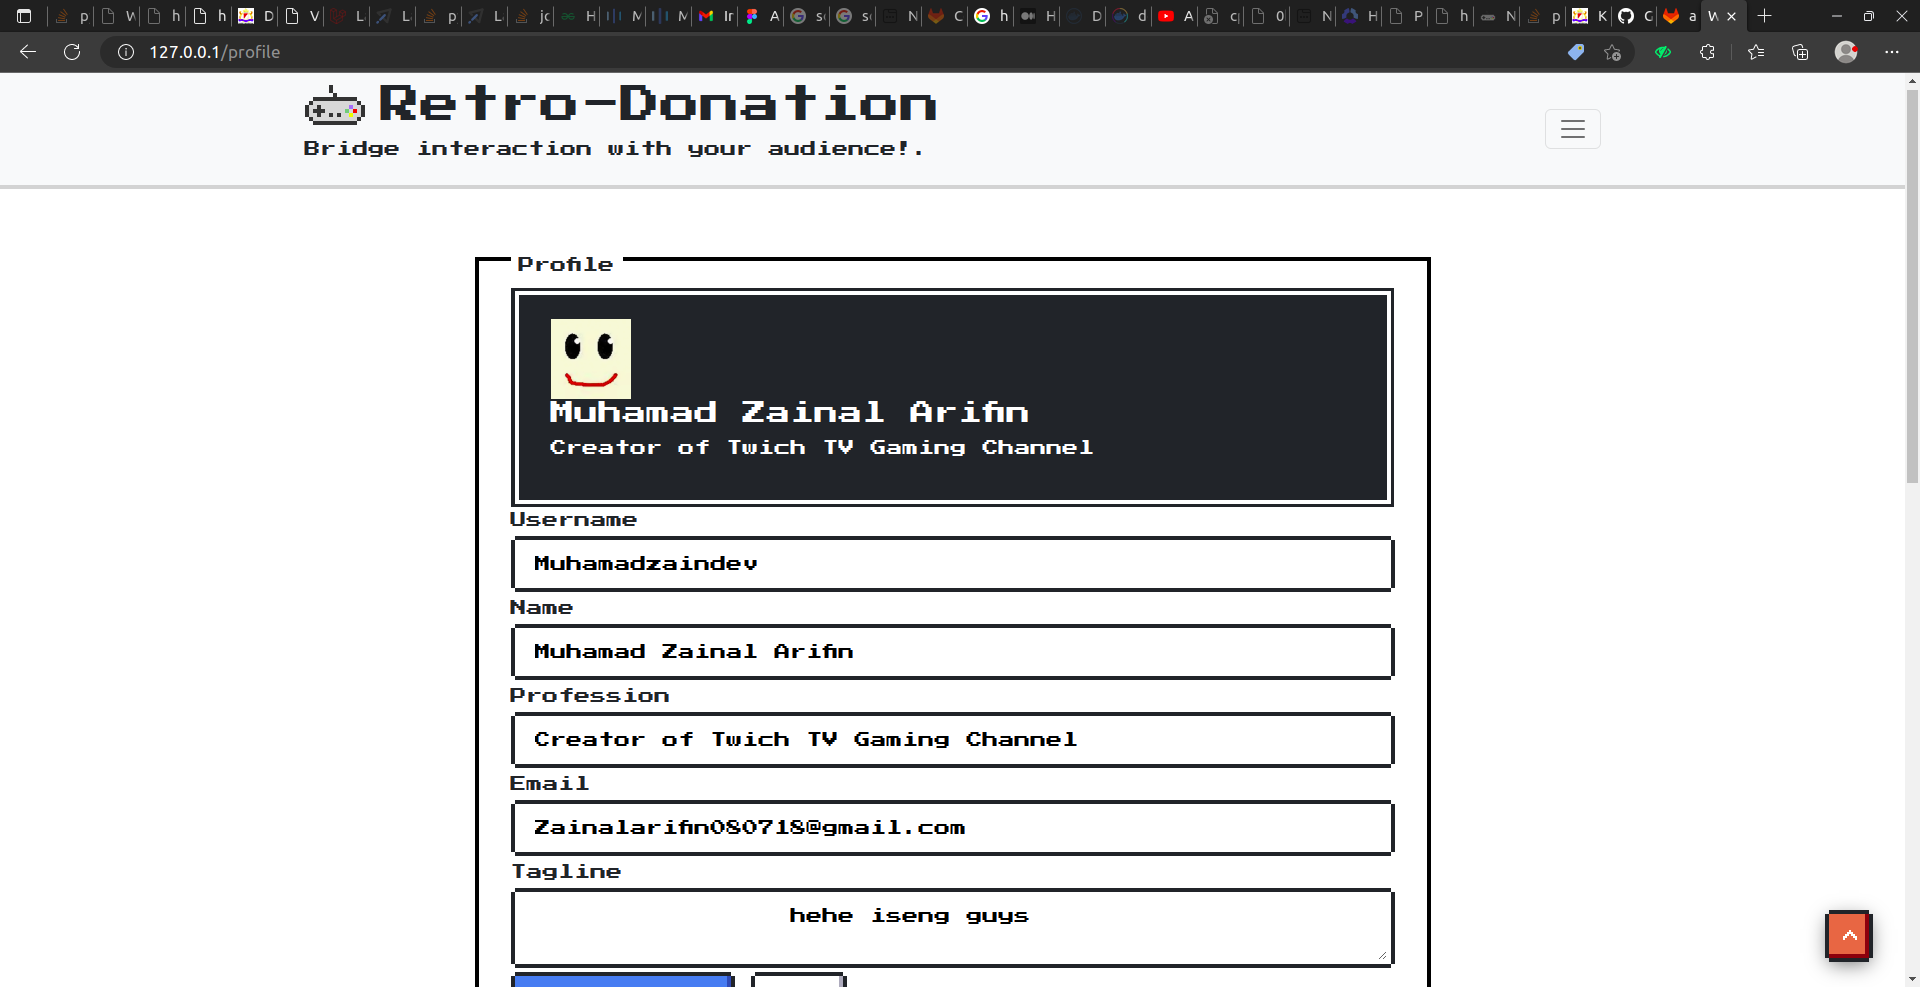 127.0.0.1/profile
Retro-Donation
Bridge interaction with your audience!.
Profile
Muhamad Zainal Arifin
Creator of Twich TV Gaming Channel
Username
Muhamadzaindev
Name
Muhamad Zainal Arifin
Profession
Creator of Twich TV Gaming Channel
Email
Zainalarifin080718@gmail.com
Tagline
hehe iseng guys